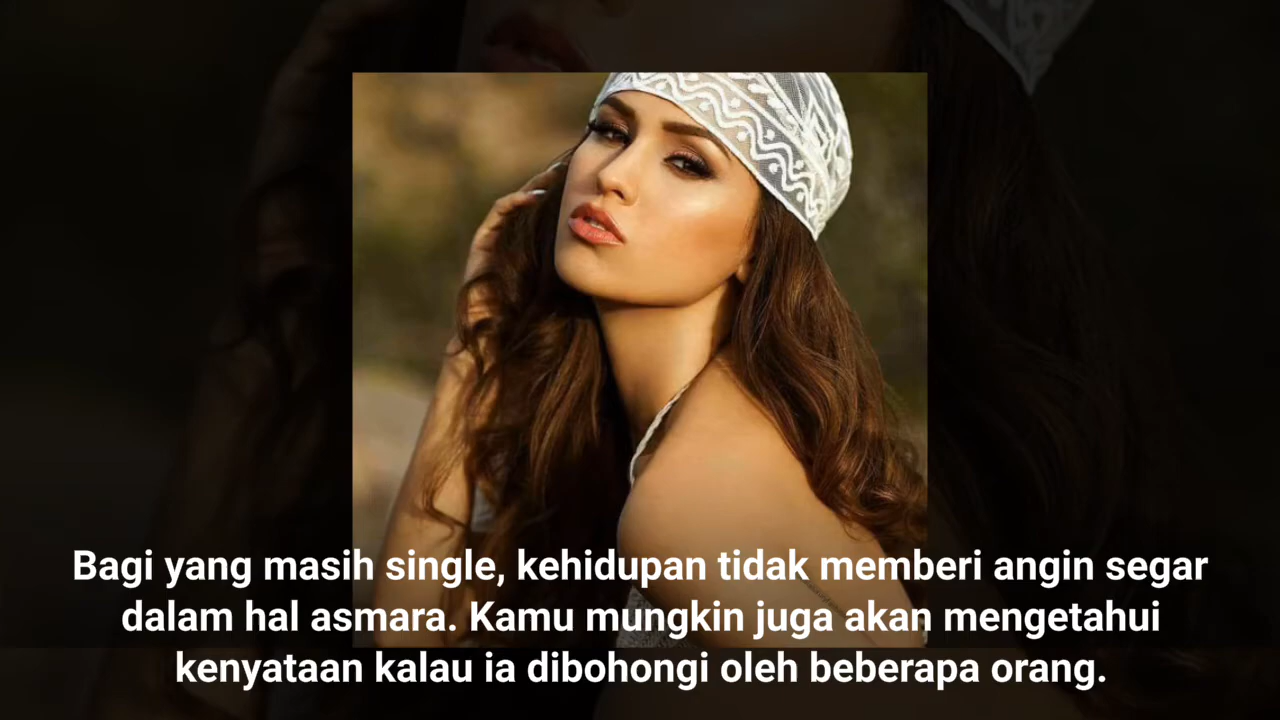 Bagi yang masih single, kehidupan tidak memberi angin segar
dalam hal asmara. Kamu mungkin juga akan mengetahui
kenyataan kalau ia dibohongi oleh beberapa orang.